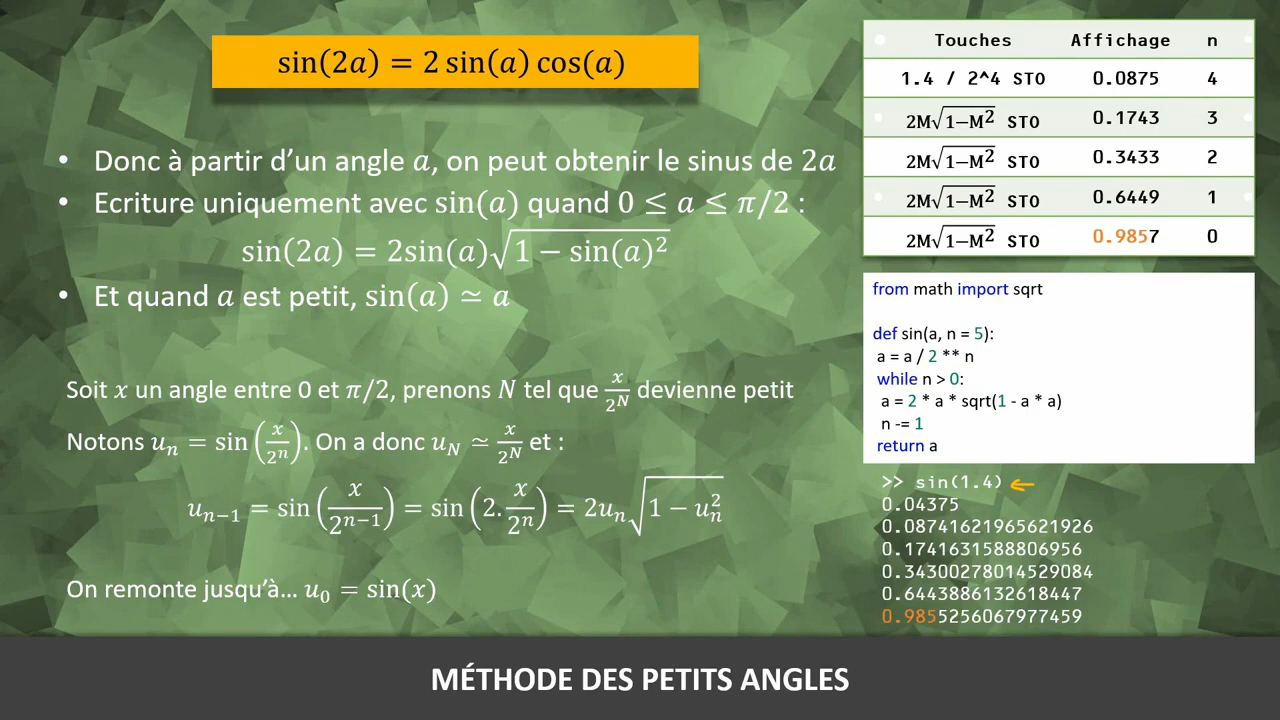 sin(2a) = 2 sin(a) cos(a)
• Donc à partir d’un angle a, on peut obtenir le sinus de 2a
• Ecriture uniquement avec sin(a) quand 0 ≤ a ≤ π/2 :
sin(2a) = 2sin(a)√(1 − sin(a)²)
• Et quand a est petit, sin(a) ≃ a
Soit x un angle entre 0 et π/2, prenons N tel que x/2^N devienne petit
Notons u_n = sin(x/2^n). On a donc u_N ≃ x/2^N et :
u_{n−1} = sin(x/2^{n−1}) = sin(2.x/2^n) = 2u_n√(1 − u_n²)
On remonte jusqu’à… u_0 = sin(x)
Touches Affichage n
1.4 / 2^4 STO 0.0875 4
2M√1−M² STO 0.1743 3
2M√1−M² STO 0.3433 2
2M√1−M² STO 0.6449 1
2M√1−M² STO 0.9857 0
from math import sqrt
def sin(a, n = 5):
a = a / 2 ** n
while n > 0:
a = 2 * a * sqrt(1 - a * a)
n -= 1
return a
>> sin(1.4)
0.04375
0.08741621965621926
0.1741631588806956
0.34300278014529084
0.6443886132618447
0.9855256067977459
MÉTHODE DES PETITS ANGLES